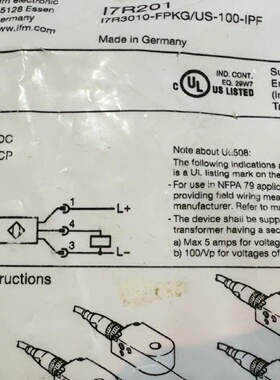 ifm electronic
I7R201
45128 Essen
I7R3010-FPKG/US-100-IPF
Germany
www.ifm.com
Made in Germany
c UL US LISTED
IND. CONT.
EQ. 29W7
DC
CP
Note about UL508:
The following indications a
is a UL listing mark on the
- For use in NFPA 79 applic
providing field wiring mea
manufacturer. Refer to ma
- The device shall be supp
transformer having a sec
a) Max 5 amps for voltag
b) 100/Vp for voltages of
1 L+
4
3 L-
structions